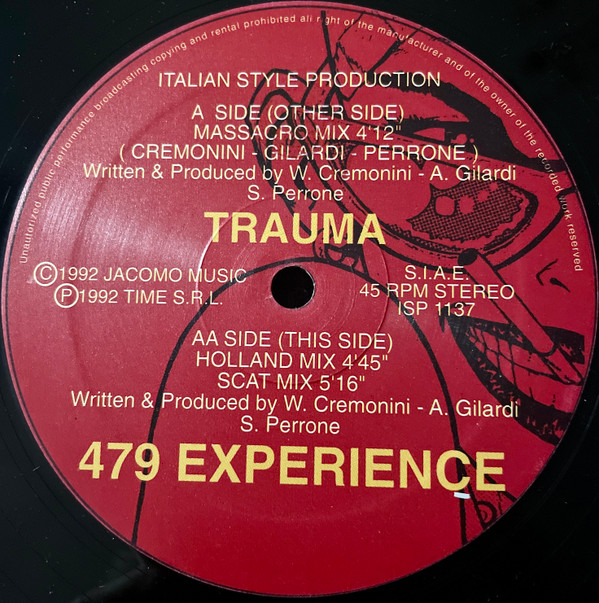 Unauthorized public performance broadcasting copying and rental prohibited all right of the manufacturer and of the owner of the recorded work reserved
ITALIAN STYLE PRODUCTION
A SIDE (OTHER SIDE)
MASSACRO MIX 4'12"
( CREMONINI - GILARDI - PERRONE )
Written & Produced by W. Cremonini - A. Gilardi
S. Perrone
TRAUMA
©1992 JACOMO MUSIC
℗1992 TIME S.R.L.
S.I.A.E.
45 RPM STEREO
ISP 1137
AA SIDE (THIS SIDE)
HOLLAND MIX 4'45"
SCAT MIX 5'16"
Written & Produced by W. Cremonini - A. Gilardi
S. Perrone
479 EXPERIENCE